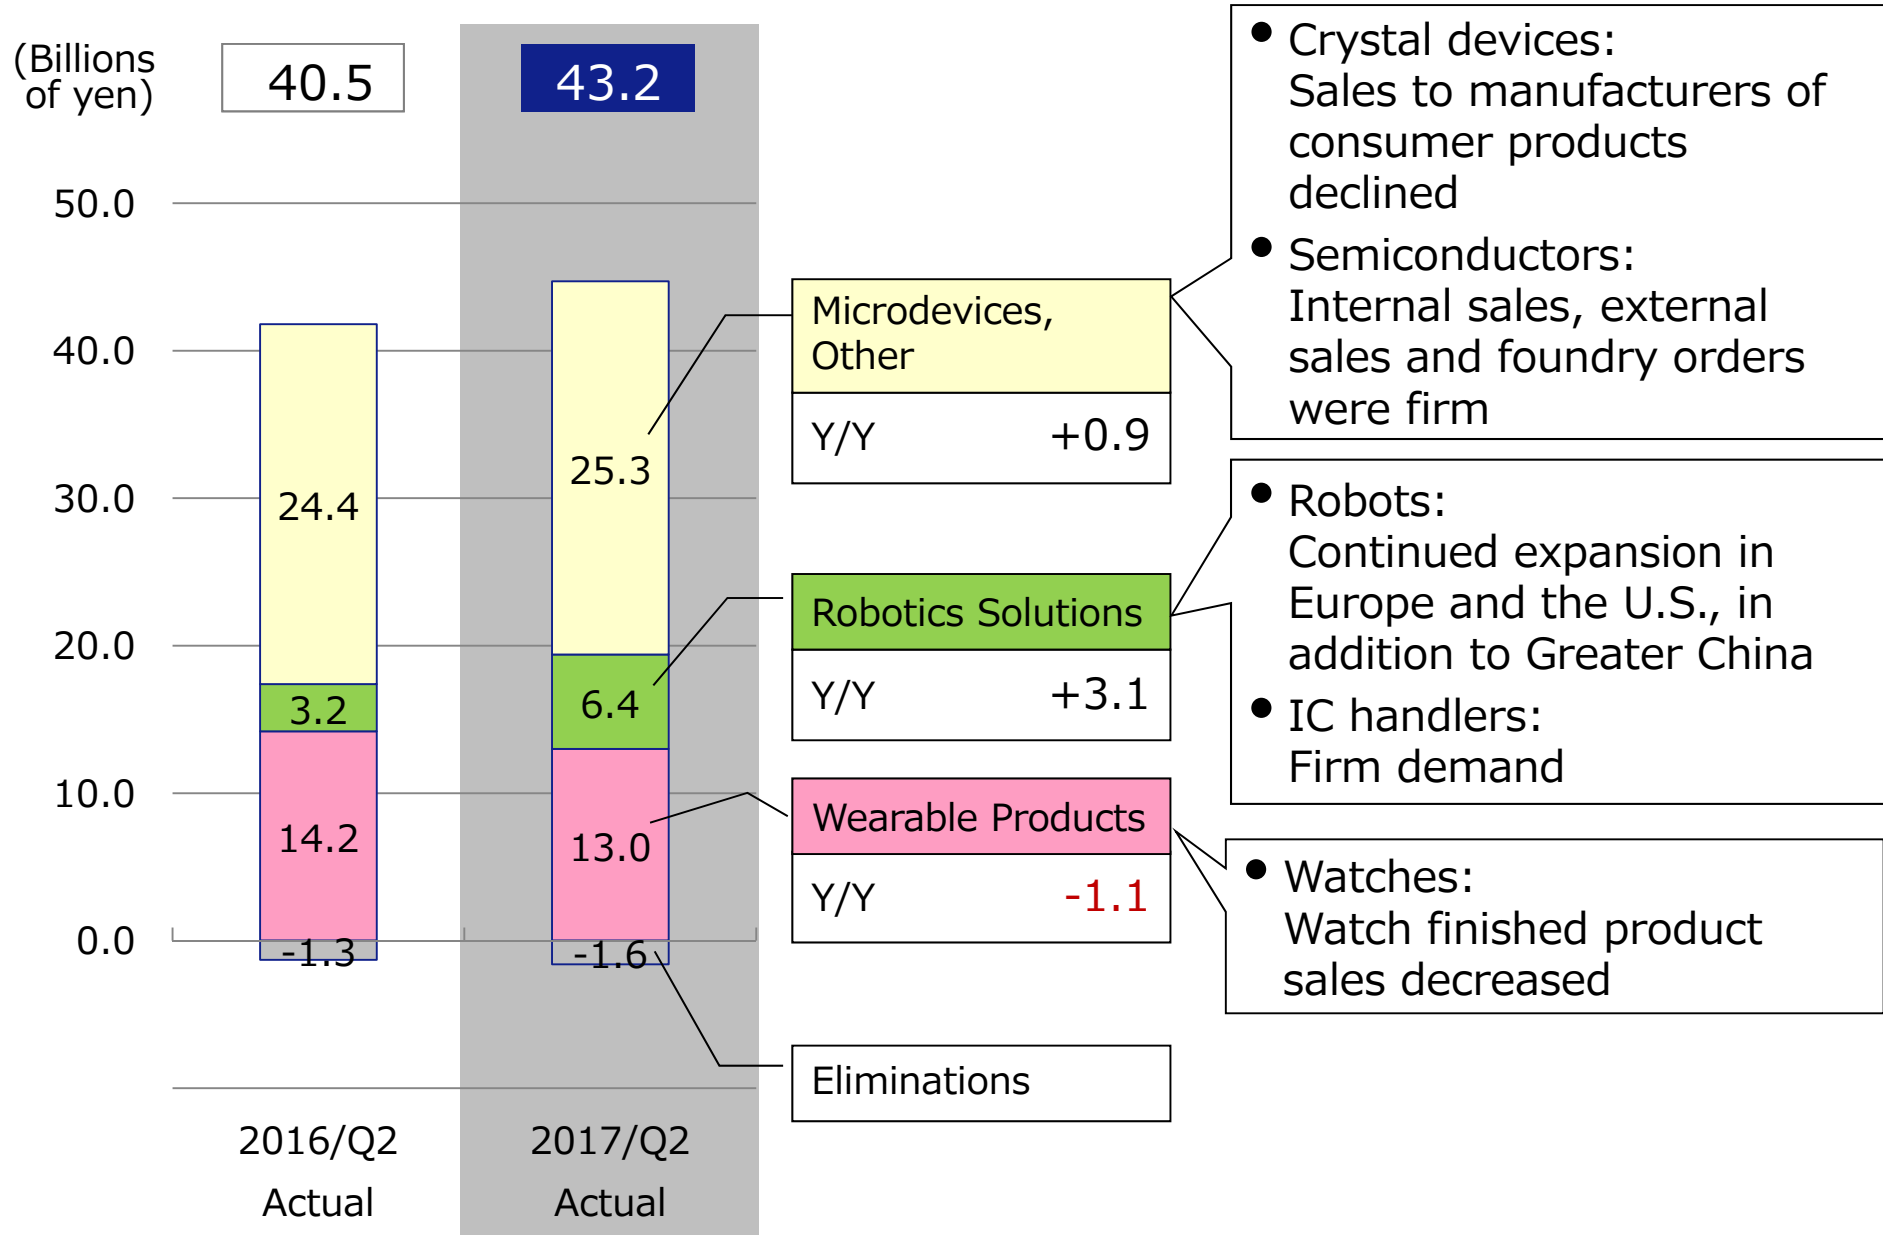 (Billions
of yen)
40.5
43.2
50.0
40.0
30.0
20.0
10.0
0.0
24.4
3.2
14.2
-1.3
25.3
6.4
13.0
-1.6
2016/Q2
Actual
2017/Q2
Actual
Microdevices,
Other
Y/Y +0.9
Robotics Solutions
Y/Y +3.1
Wearable Products
Y/Y -1.1
Eliminations
• Crystal devices:
Sales to manufacturers of
consumer products
declined
• Semiconductors:
Internal sales, external
sales and foundry orders
were firm
• Robots:
Continued expansion in
Europe and the U.S., in
addition to Greater China
• IC handlers:
Firm demand
• Watches:
Watch finished product
sales decreased